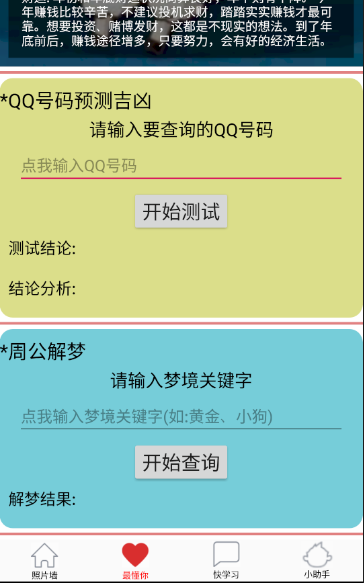 年赚钱比较辛苦，不建议投机求财，踏踏实实赚钱才最可
靠。想要投资、赌博发财，这都是不现实的想法。到了年
底前后，赚钱途径增多，只要努力，会有好的经济生活。
*QQ号码预测吉凶
请输入要查询的QQ号码
点我输入QQ号码
开始测试
测试结论:
结论分析:
*周公解梦
请输入梦境关键字
点我输入梦境关键字(如:黄金、小狗)
开始查询
解梦结果:
照片墙
最懂你
快学习
小助手